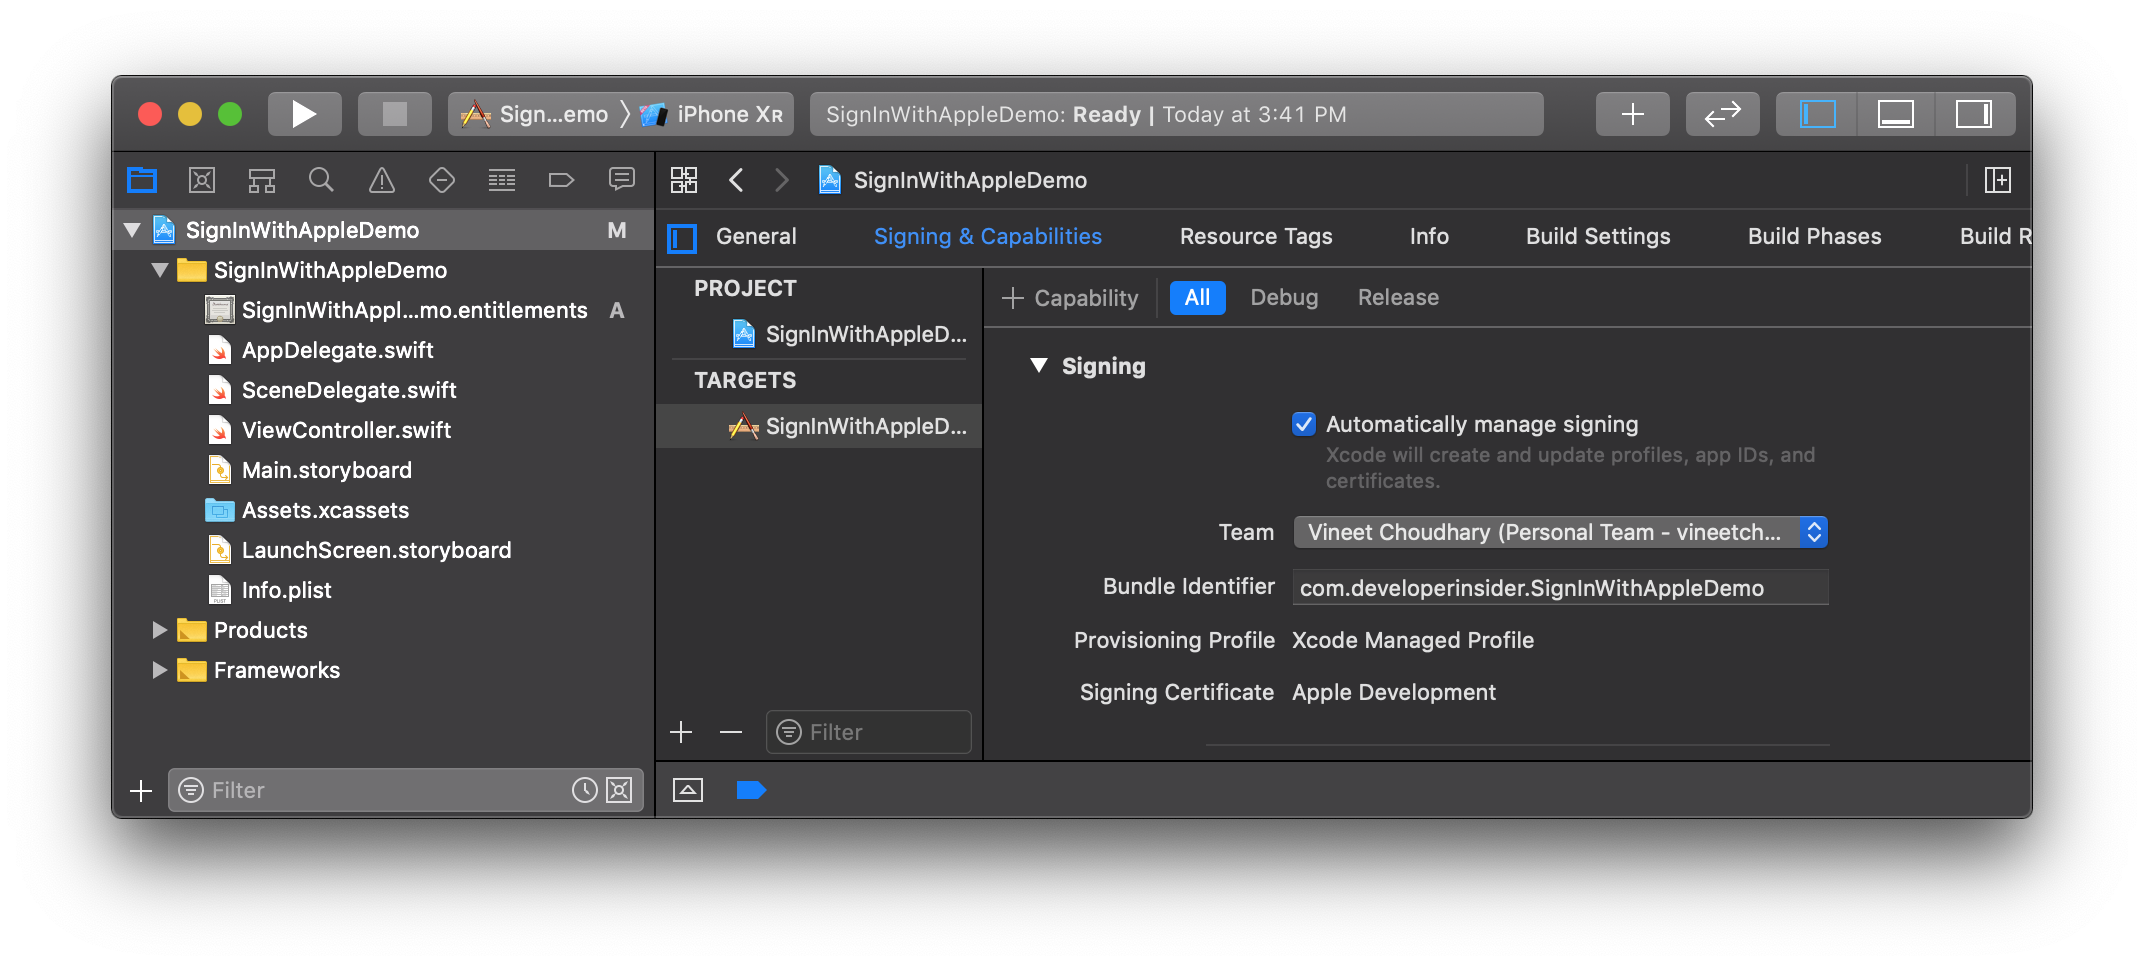 Sign...emo 〉 iPhone XR
SignInWithAppleDemo: Ready | Today at 3:41 PM
SignInWithAppleDemo M
SignInWithAppleDemo
SignInWithAppl...mo.entitlements A
AppDelegate.swift
SceneDelegate.swift
ViewController.swift
Main.storyboard
Assets.xcassets
LaunchScreen.storyboard
Info.plist
Products
Frameworks
Filter
SignInWithAppleDemo
General Signing & Capabilities Resource Tags Info Build Settings Build Phases Build R
PROJECT
SignInWithAppleD...
TARGETS
SignInWithAppleD...
Filter
+ Capability All Debug Release
Signing
Automatically manage signing
Xcode will create and update profiles, app IDs, and
certificates.
Team Vineet Choudhary (Personal Team - vineetch...
Bundle Identifier com.developerinsider.SignInWithAppleDemo
Provisioning Profile Xcode Managed Profile
Signing Certificate Apple Development